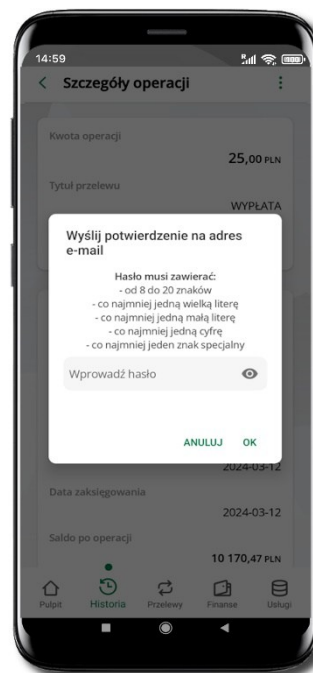 14:59
Szczegóły operacji
Kwota operacji
25,00 PLN
Tytuł przelewu
WYPŁATA
Wyślij potwierdzenie na adres
e-mail
Hasło musi zawierać:
- od 8 do 20 znaków
- co najmniej jedną wielką literę
- co najmniej jedną małą literę
- co najmniej jedną cyfrę
- co najmniej jeden znak specjalny
Wprowadź hasło
ANULUJ OK
2024-03-12
Data zaksięgowania
2024-03-12
Saldo po operacji
10 170,47 PLN
Pulpit Historia Przelewy Finanse Usługi